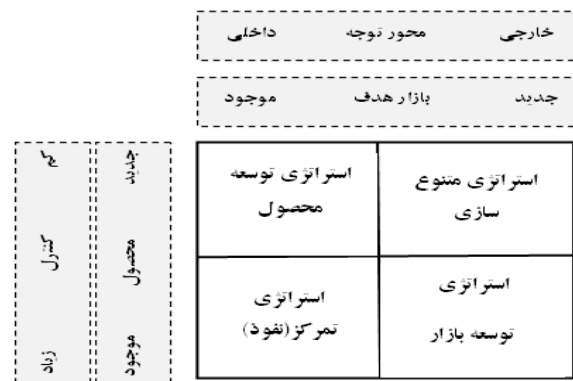 خارجی محور توجه داخلی
جدید بازار هدف موجود
کم کنترل زیاد
جدید محصول موجود
استراتژی متنوع
سازی
استراتژی توسعه
محصول
استراتژی
توسعه بازار
استراتژی
تمرکز(نفوذ)